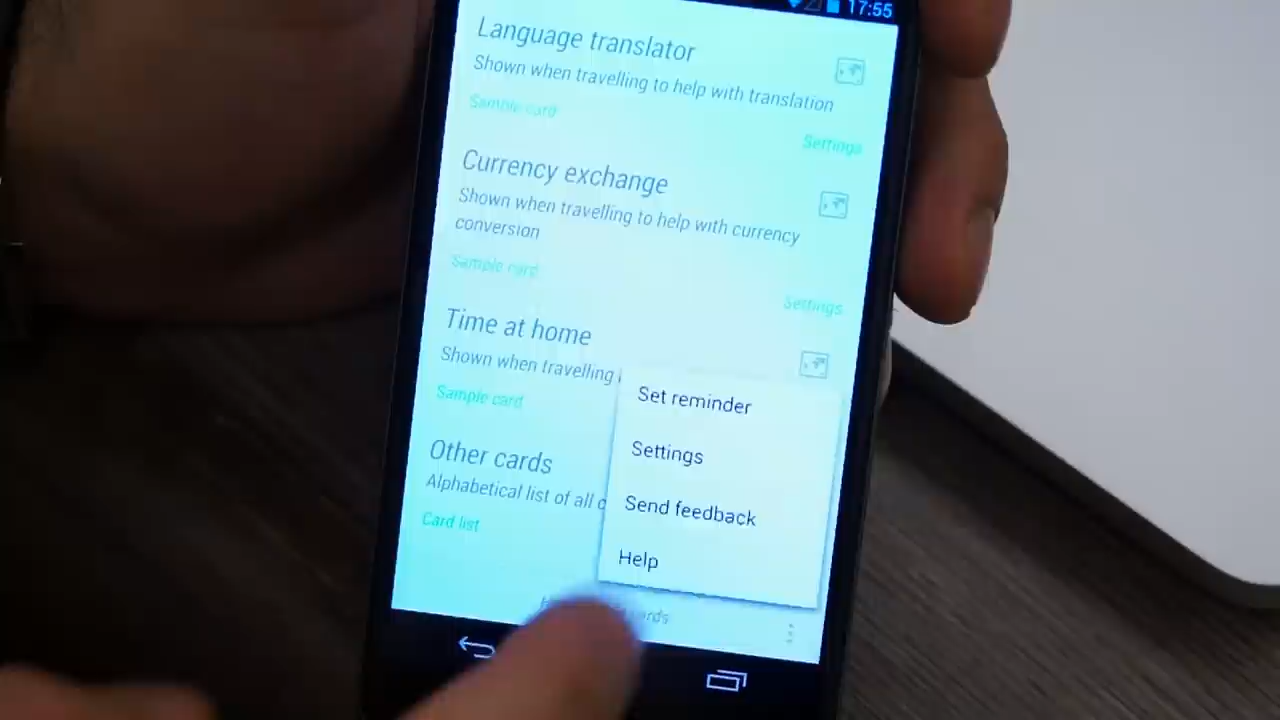 17:55
Language translator
Shown when travelling to help with translation
Sample card
Settings
Currency exchange
Shown when travelling to help with currency
conversion
Sample card
Settings
Time at home
Shown when travelling
Sample card
Other cards
Alphabetical list of all
Card list
Set reminder
Settings
Send feedback
Help